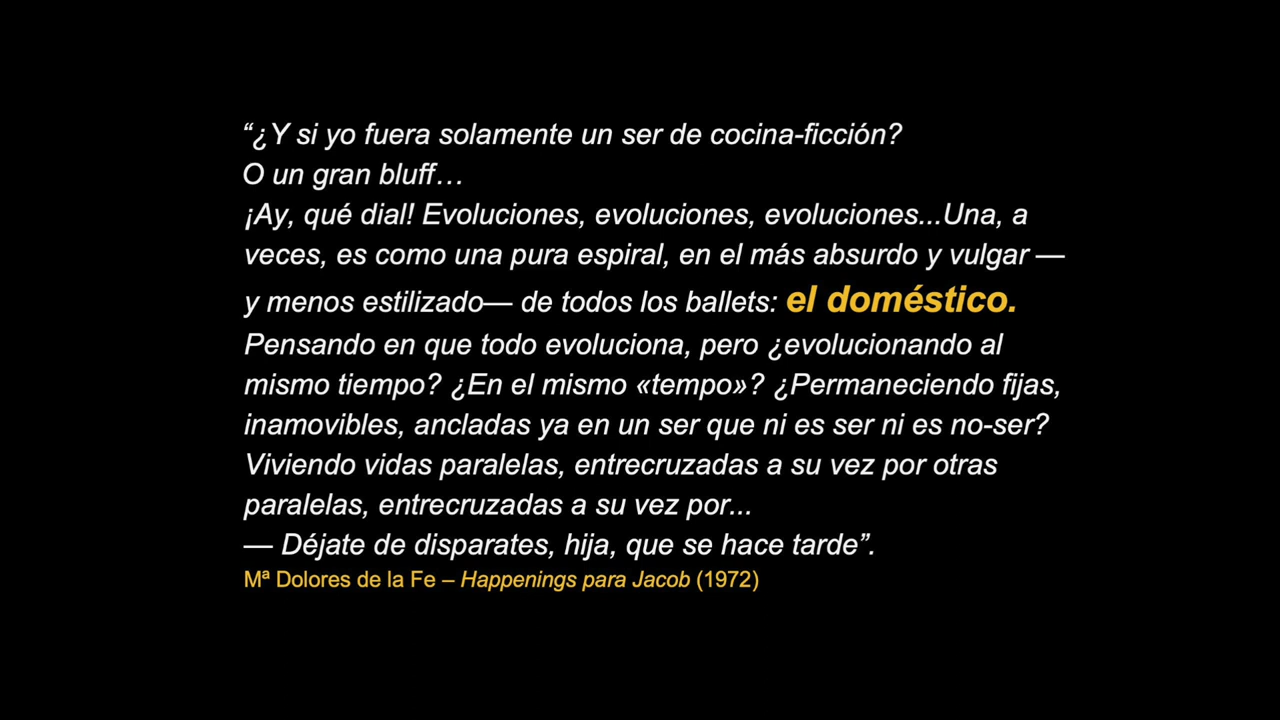 “¿Y si yo fuera solamente un ser de cocina-ficción?
O un gran bluff…
¡Ay, qué dial! Evoluciones, evoluciones, evoluciones...Una, a
veces, es como una pura espiral, en el más absurdo y vulgar —
y menos estilizado— de todos los ballets: el doméstico.
Pensando en que todo evoluciona, pero ¿evolucionando al
mismo tiempo? ¿En el mismo «tempo»? ¿Permaneciendo fijas,
inamovibles, ancladas ya en un ser que ni es ser ni es no-ser?
Viviendo vidas paralelas, entrecruzadas a su vez por otras
paralelas, entrecruzadas a su vez por...
— Déjate de disparates, hija, que se hace tarde”.
Mª Dolores de la Fe – Happenings para Jacob (1972)